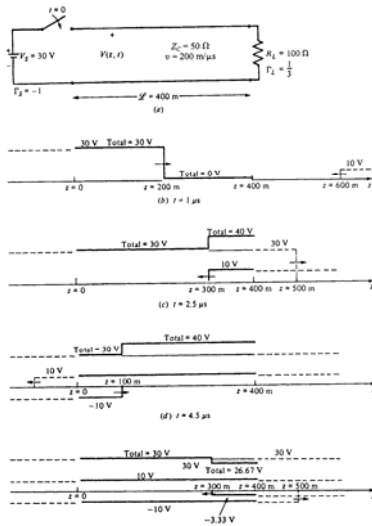 t=0
V_S = 30 V
V(z, t)
Z_C = 50 Ω
v = 200 m/μs
R_L = 100 Ω
Γ_L = 1/3
Γ_S = −1
ℒ = 400 m
(a)
30 V Total = 30 V
Total = 0 V
10 V
z = 0
z = 200 m
z = 400 m
z = 600 m
z
(b) t = 1 μs
Total = 40 V
Total = 30 V
30 V
10 V
z = 0
z = 300 m
z = 400 m
z = 500 m
z
(c) t = 2.5 μs
Total = 40 V
Total = 30 V
z = 100 m
z = 0
z = 400 m
z
−10 V
(d) t = 4.5 μs
Total = 30 V
30 V
30 V
Total = 26.67 V
10 V
z = 300 m
z = 400 m
z = 500 m
z = 0
z
−10 V
−3.33 V